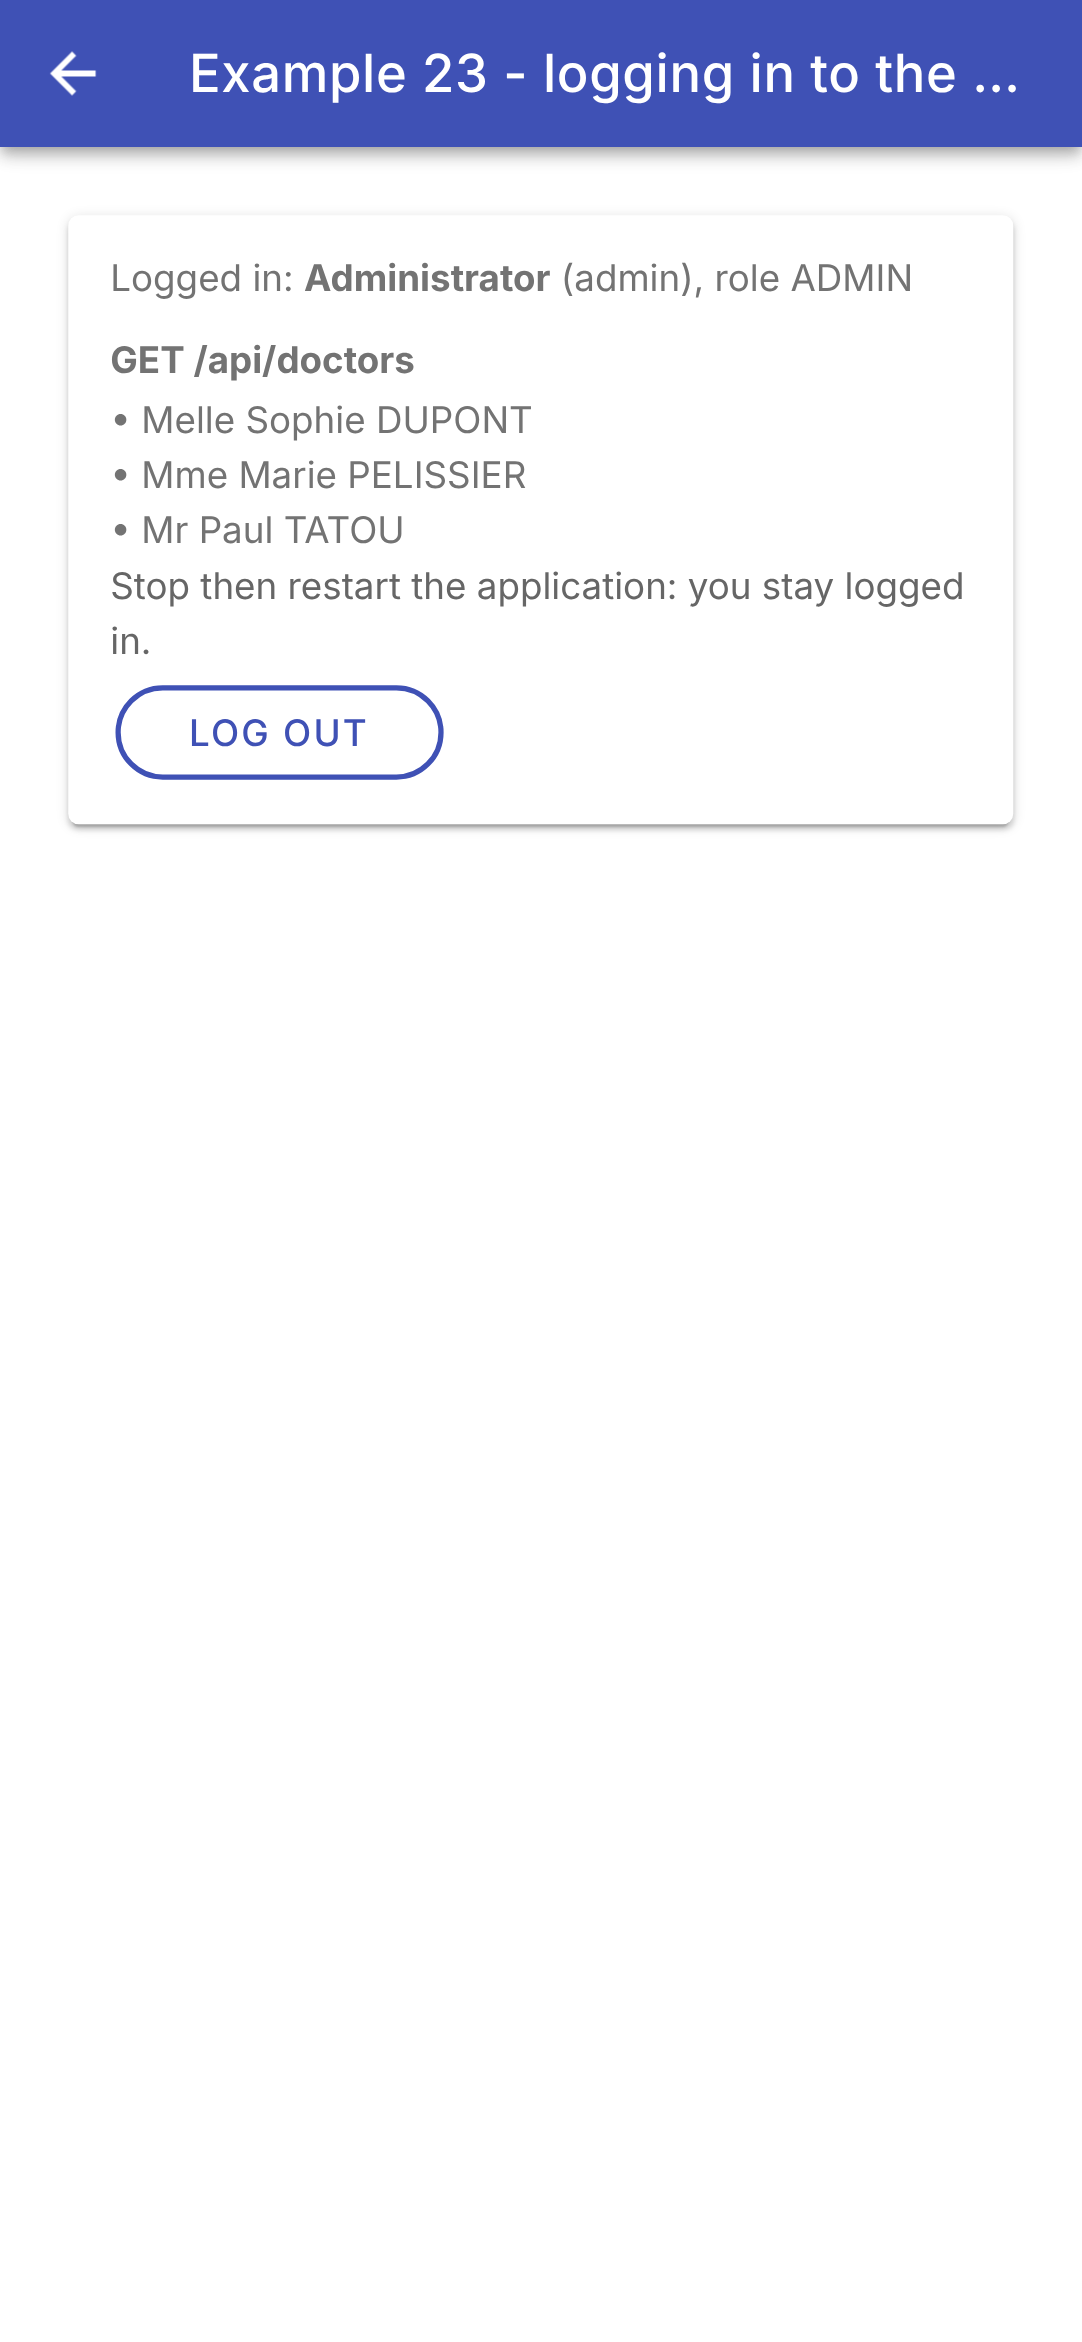 Example 23 - logging in to the ...
Logged in: Administrator (admin), role ADMIN
GET /api/doctors
• Melle Sophie DUPONT
• Mme Marie PELISSIER
• Mr Paul TATOU
Stop then restart the application: you stay logged
in.
LOG OUT